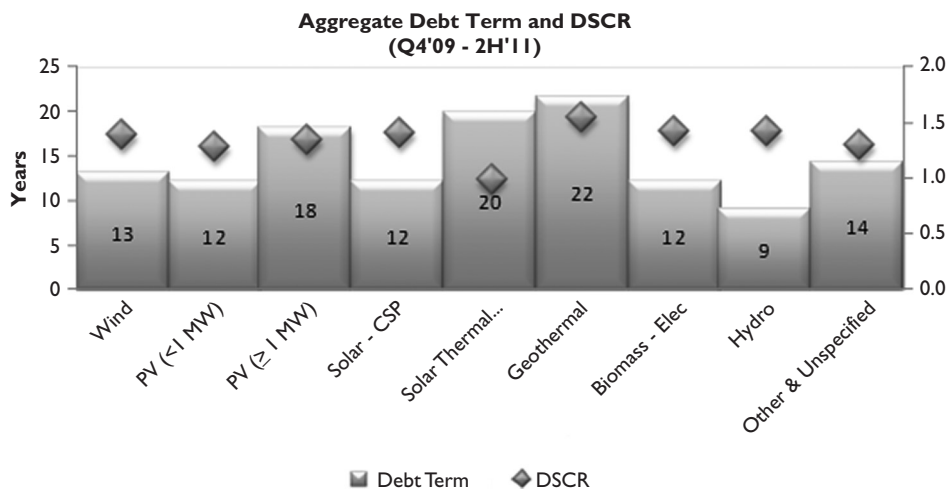 Aggregate Debt Term and DSCR
(Q4'09 - 2H'11)
25
20
15
10
5
0
Years
2.0
1.5
1.0
0.5
0.0
13
12
18
12
20
22
12
9
14
Wind
PV (<1 MW)
PV (≥ 1 MW)
Solar - CSP
Solar Thermal...
Geothermal
Biomass - Elec
Hydro
Other & Unspecified
Debt Term
DSCR